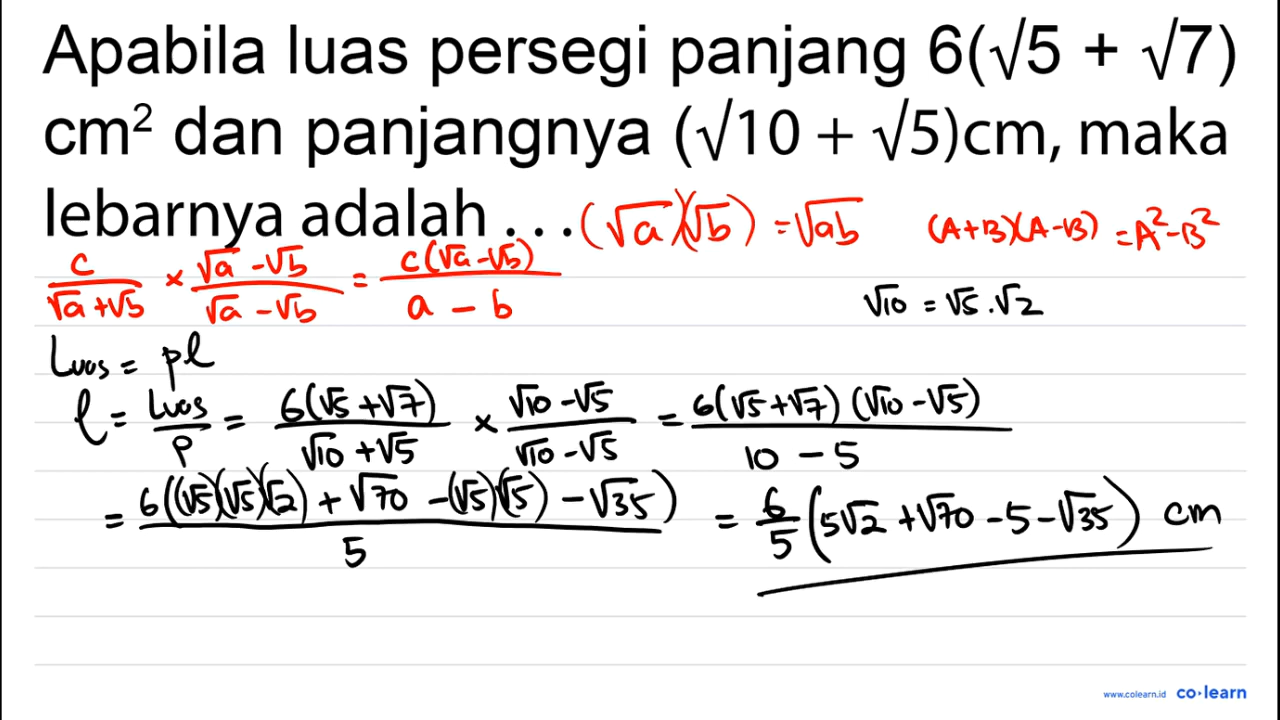 Apabila luas persegi panjang 6(√5 + √7)
cm² dan panjangnya (√10 + √5)cm, maka
lebarnya adalah . . . (√a)(√b) = √ab (A+B)(A-B) = A²-B²
c/(√a+√b) × (√a-√b)/(√a-√b) = c(√a-√b)/(a-b)
√10 = √5 . √2
Luas = pl
l = Luas/p = 6(√5+√7)/(√10+√5) × (√10-√5)/(√10-√5) = 6(√5+√7)(√10-√5)/(10-5)
= 6((√5)(√5)(√2) + √70 -(√5)(√5) - √35)/5 = 6/5 (5√2 + √70 - 5 - √35) cm
www.colearn.id co·learn